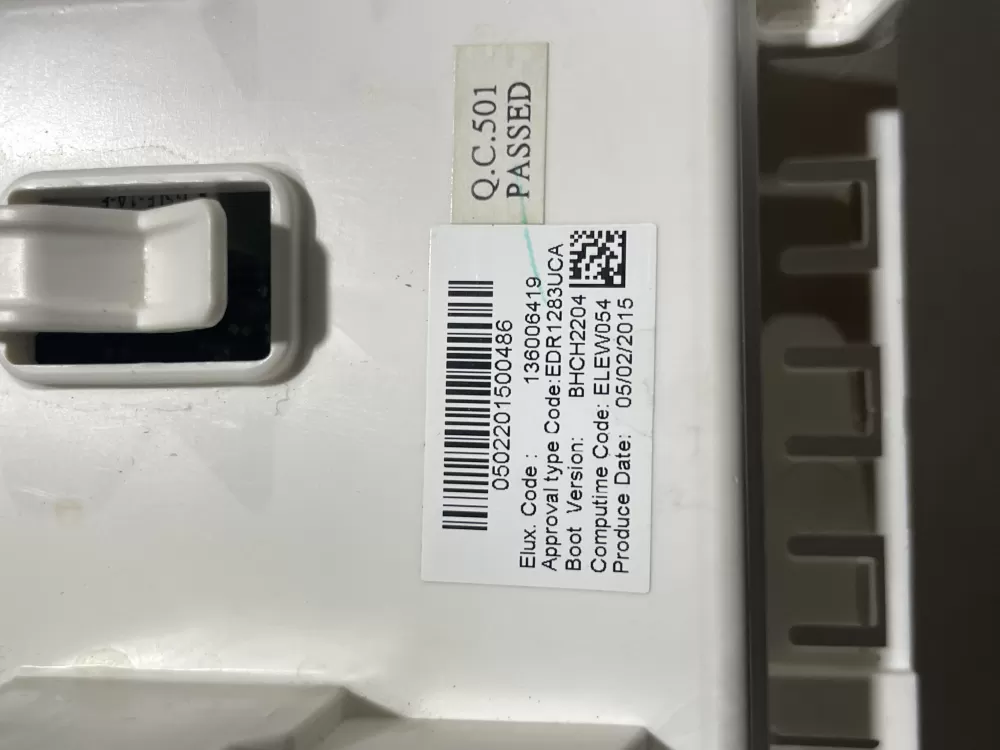 Q.C.501
PASSED
0502201500486
Elux. Code : 136006419
Approval type Code:EDR1283UCA
Boot Version: BHCH2204
Computime Code: ELEW054
Produce Date: 05/02/2015